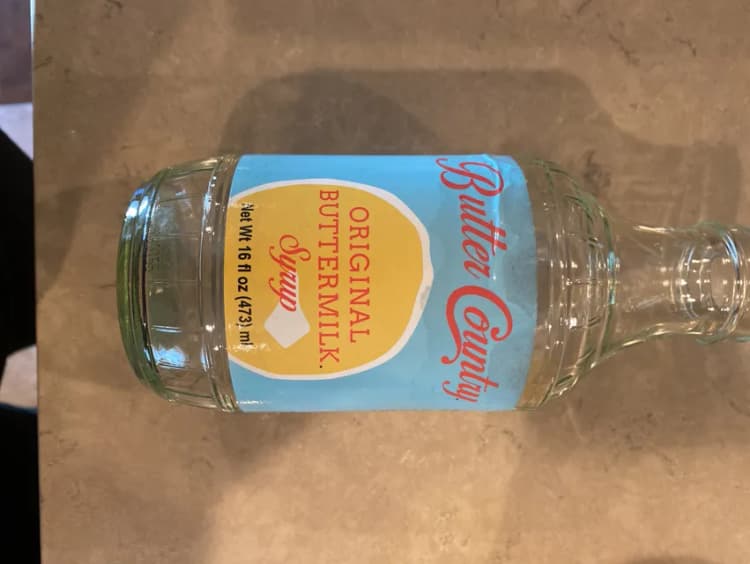 Butter Country
ORIGINAL
BUTTERMILK.
Syrup
Net Wt 16 fl oz (473) ml